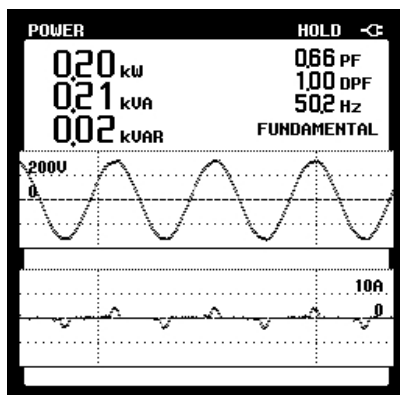 POWER HOLD
0.20 kW 0.66 PF
0.21 kVA 1.00 DPF
0.02 kVAR 50.2 Hz
FUNDAMENTAL
200V
0
10A
0